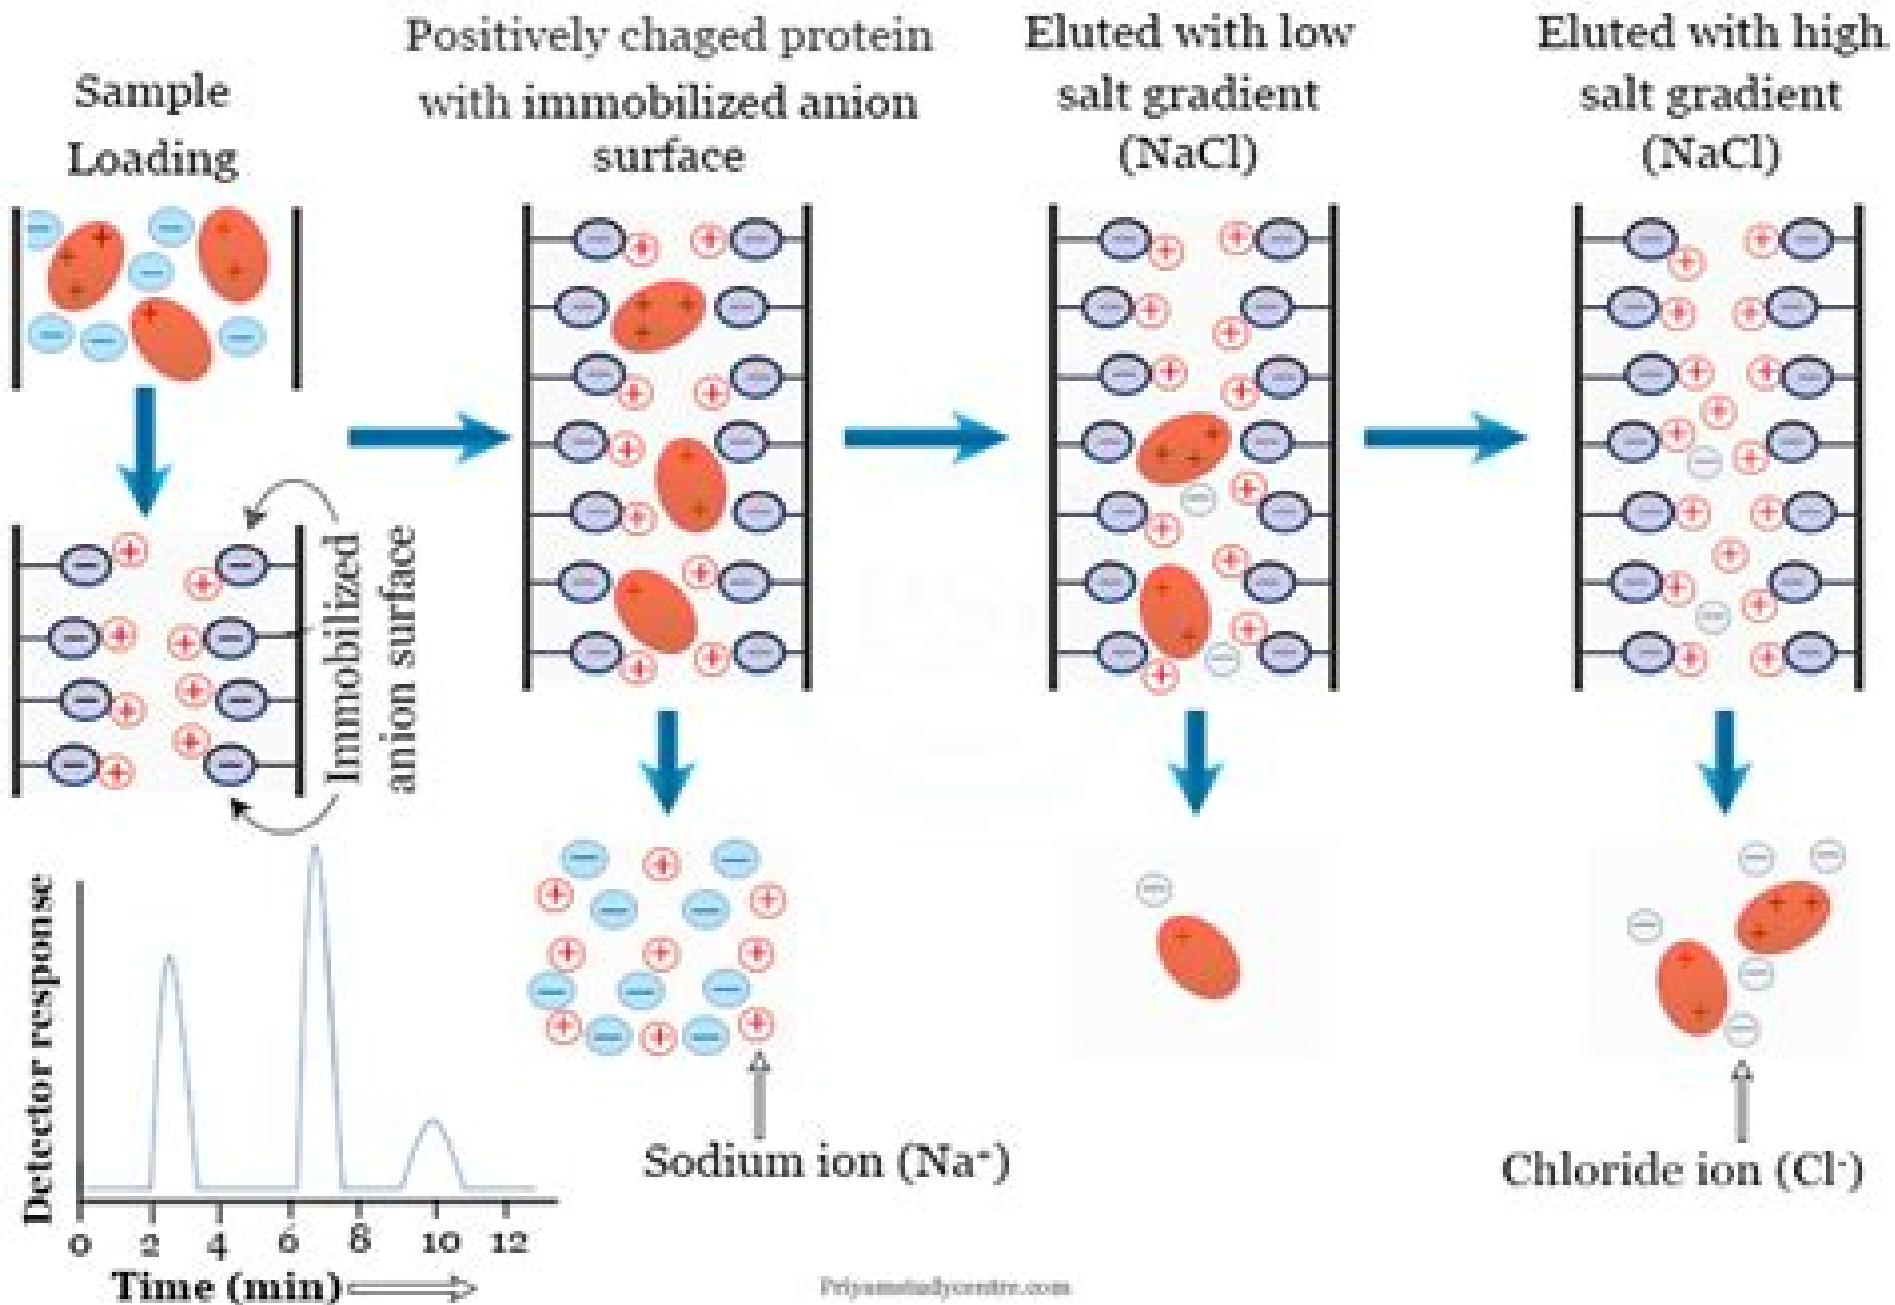 Sample
Loading
Positively chaged protein
with immobilized anion
surface
Eluted with low
salt gradient
(NaCl)
Eluted with high
salt gradient
(NaCl)
Immobilized
anion surface
Sodium ion (Na⁺)
Chloride ion (Cl⁻)
Detector response
0 2 4 6 8 10 12
Time (min)
Priyamstudycentre.com